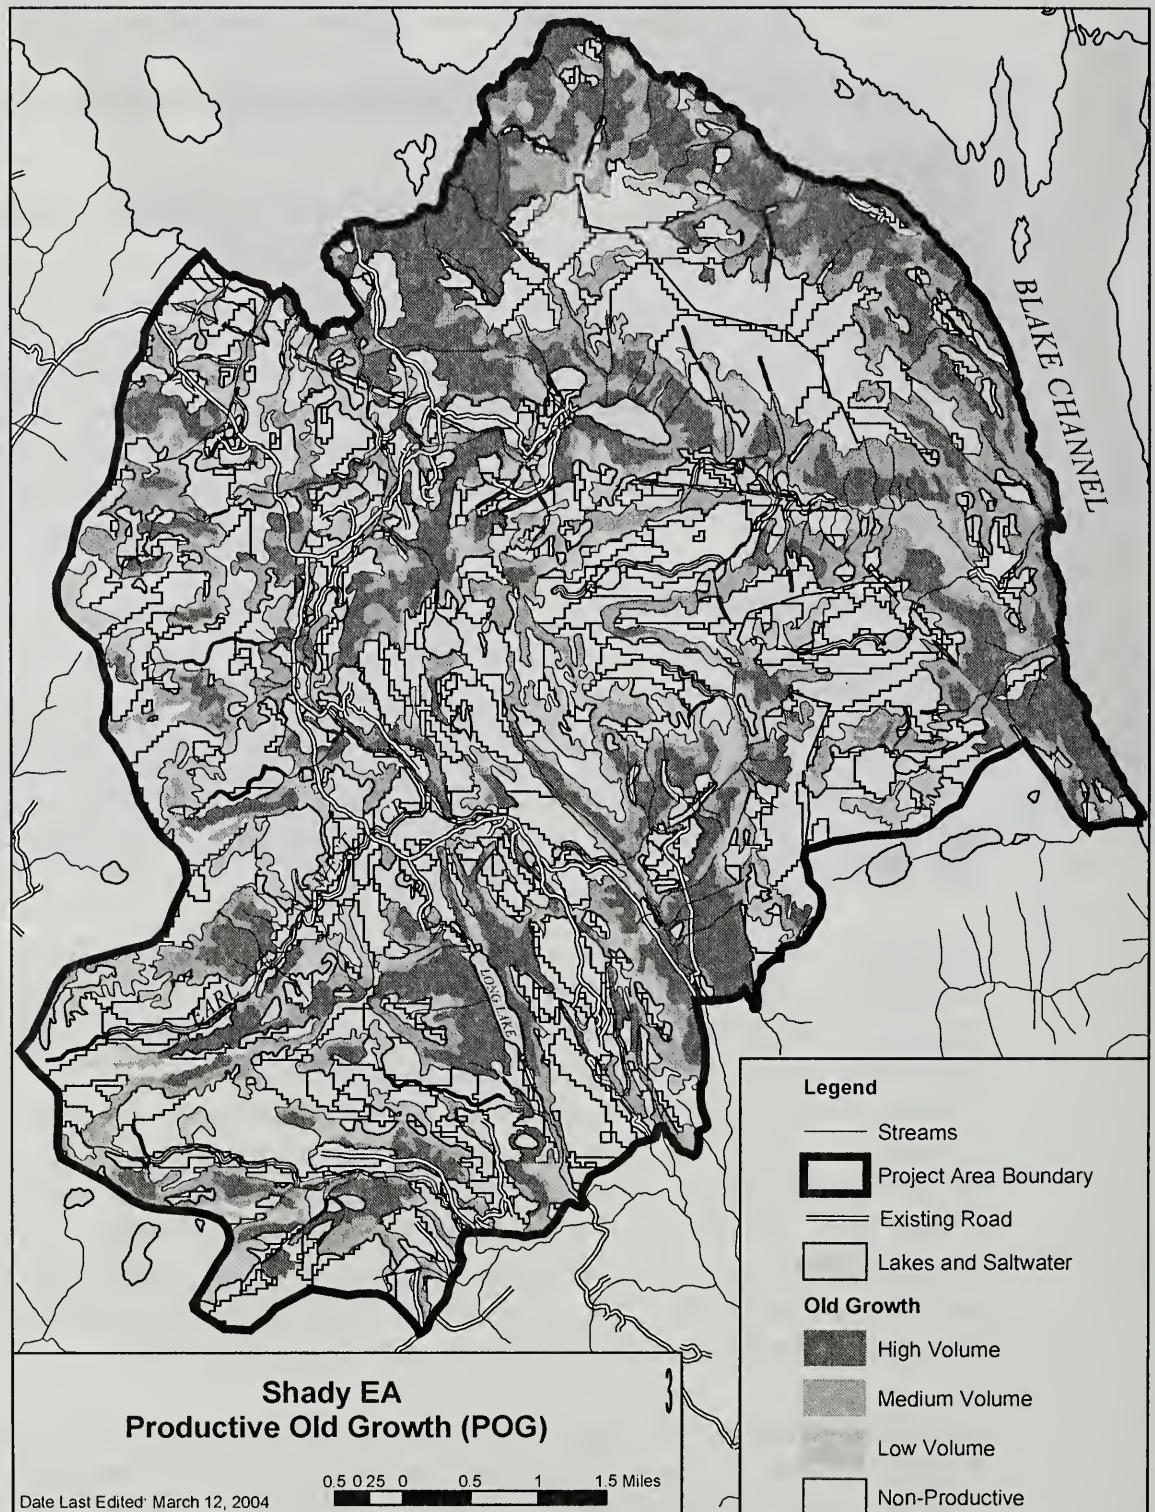 BLAKE CHANNEL
EARL
LONG LAKE
Legend
Streams
Project Area Boundary
Existing Road
Lakes and Saltwater
Old Growth
High Volume
Medium Volume
Low Volume
Non-Productive
Shady EA
Productive Old Growth (POG)
3
0.5 0 25 0 0.5 1 1.5 Miles
Date Last Edited: March 12, 2004